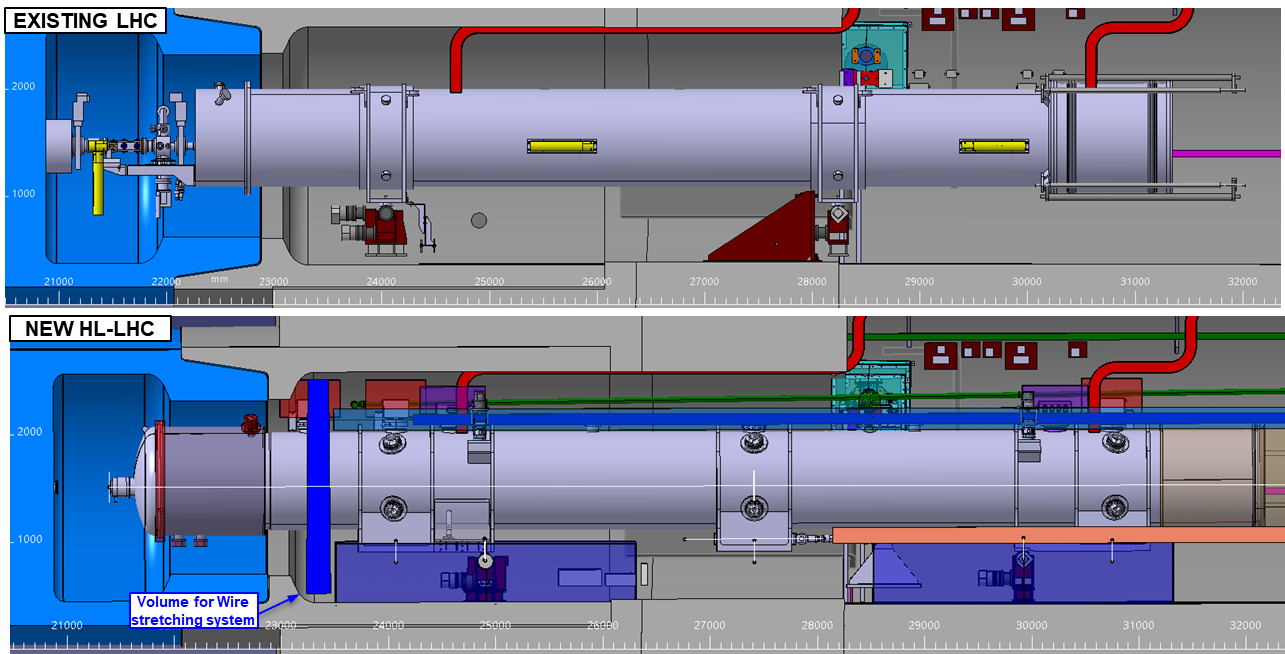 EXISTING LHC
2000
1000
21000 22000 mm 23000 24000 25000 26000 27000 28000 29000 30000 31000 32000
NEW HL-LHC
2000
1000
Volume for Wire
stretching system
21000 23000 24000 25000 26000 27000 28000 29000 30000 31000 32000